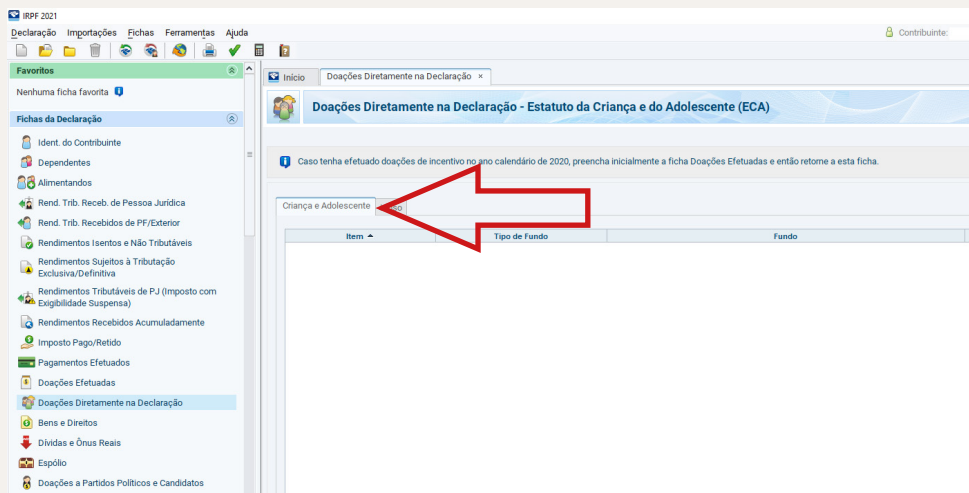 IRPF 2021
Declaração Importações Fichas Ferramentas Ajuda
Contribuinte:
Favoritos
Nenhuma ficha favorita
Fichas da Declaração
Ident. do Contribuinte
Dependentes
Alimentandos
Rend. Trib. Receb. de Pessoa Jurídica
Rend. Trib. Recebidos de PF/Exterior
Rendimentos Isentos e Não Tributáveis
Rendimentos Sujeitos à Tributação
Exclusiva/Definitiva
Rendimentos Tributáveis de PJ (Imposto com
Exigibilidade Suspensa)
Rendimentos Recebidos Acumuladamente
Imposto Pago/Retido
Pagamentos Efetuados
Doações Efetuadas
Doações Diretamente na Declaração
Bens e Direitos
Dívidas e Ônus Reais
Espólio
Doações a Partidos Políticos e Candidatos
Início Doações Diretamente na Declaração ×
Doações Diretamente na Declaração - Estatuto da Criança e do Adolescente (ECA)
Caso tenha efetuado doações de incentivo no ano calendário de 2020, preencha inicialmente a ficha Doações Efetuadas e então retorne a esta ficha.
Criança e Adolescente
Item Tipo de Fundo Fundo